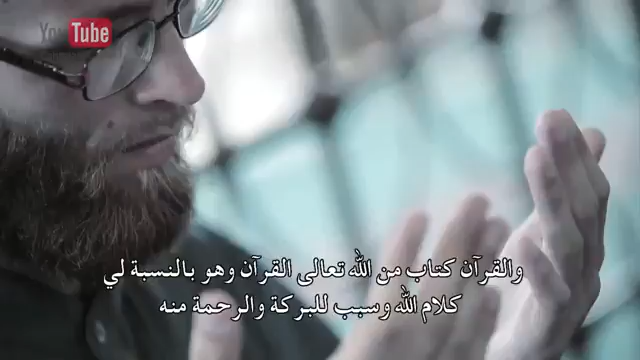 YouTube
والقرآن كتاب من الله تعالى القرآن وهو بالنسبة لي
كلام الله وسبب للبركة والرحمة منه